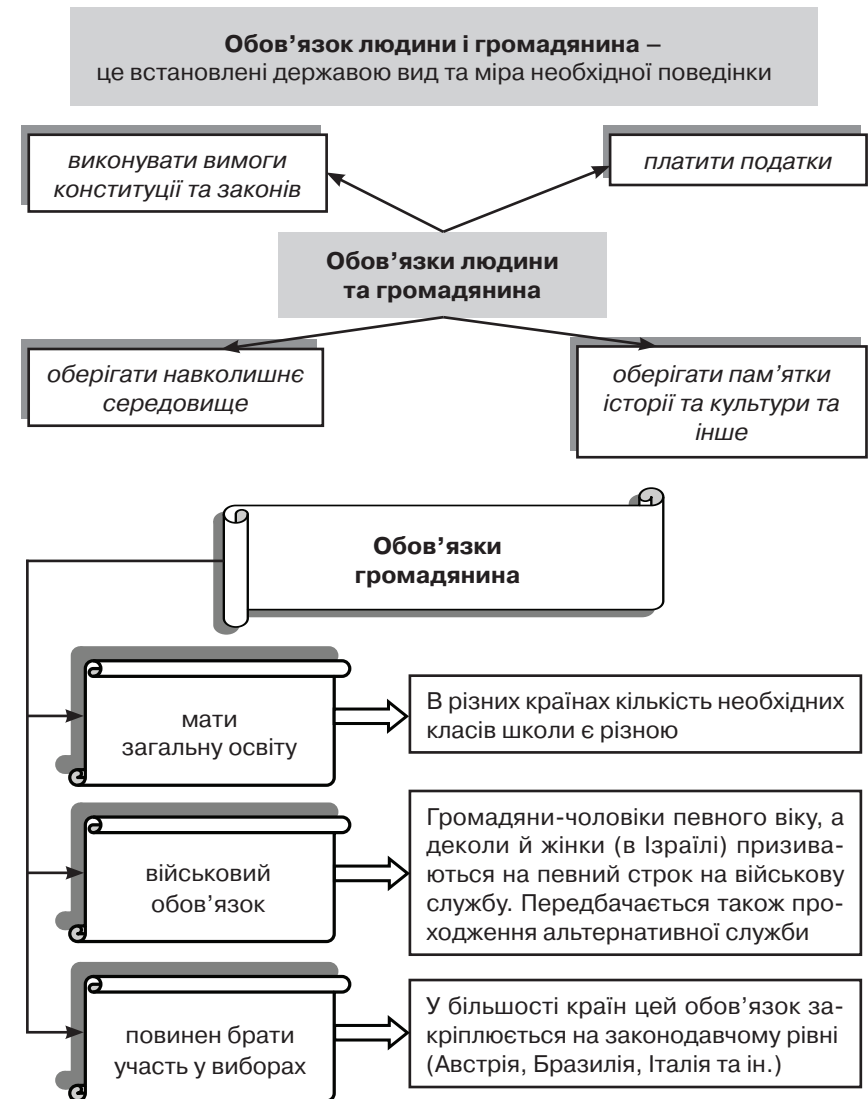 Обов’язок людини і громадянина –
це встановлені державою вид та міра необхідної поведінки
виконувати вимоги
конституції та законів
платити податки
Обов’язки людини
та громадянина
оберігати навколишнє
середовище
оберігати пам’ятки
історії та культури та
інше
Обов’язки
громадянина
мати
загальну освіту
В різних країнах кількість необхідних
класів школи є різною
військовий
обов’язок
Громадяни-чоловіки певного віку, а
деколи й жінки (в Ізраїлі) призива-
ються на певний строк на військову
службу. Передбачається також про-
ходження альтернативної служби
повинен брати
участь у виборах
У більшості країн цей обов’язок за-
кріплюється на законодавчому рівні
(Австрія, Бразилія, Італія та ін.)